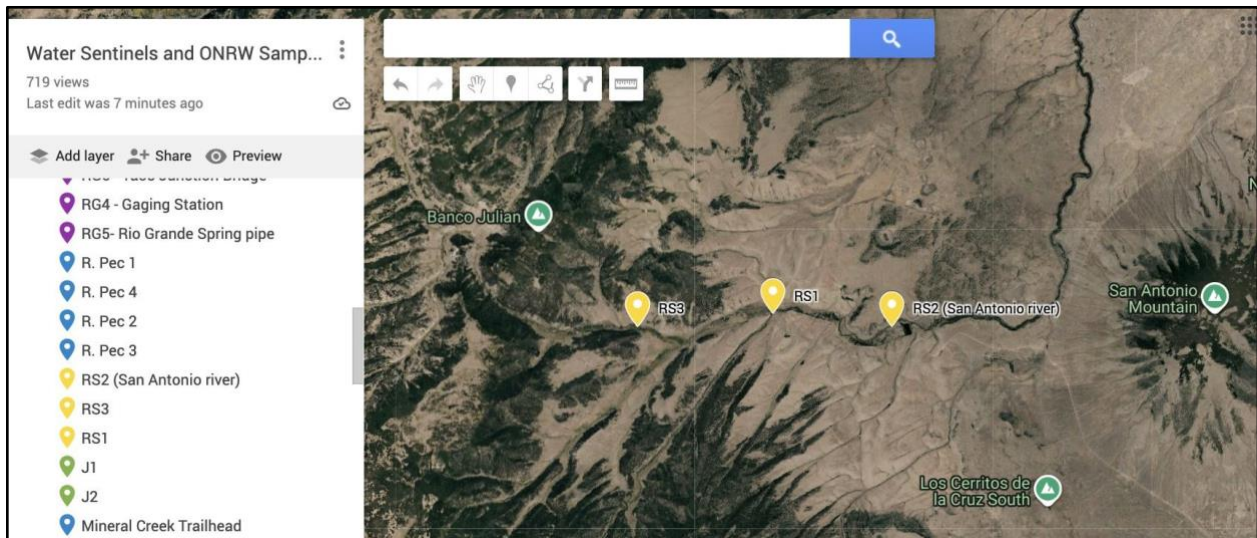 Water Sentinels and ONRW Samp...
719 views
Last edit was 7 minutes ago
Add layer Share Preview
RG4 - Gaging Station
RG5- Rio Grande Spring pipe
R. Pec 1
R. Pec 4
R. Pec 2
R. Pec 3
RS2 (San Antonio river)
RS3
RS1
J1
J2
Mineral Creek Trailhead
Banco Julian
RS3
RS1
RS2 (San Antonio river)
San Antonio
Mountain
Los Cerritos de
la Cruz South